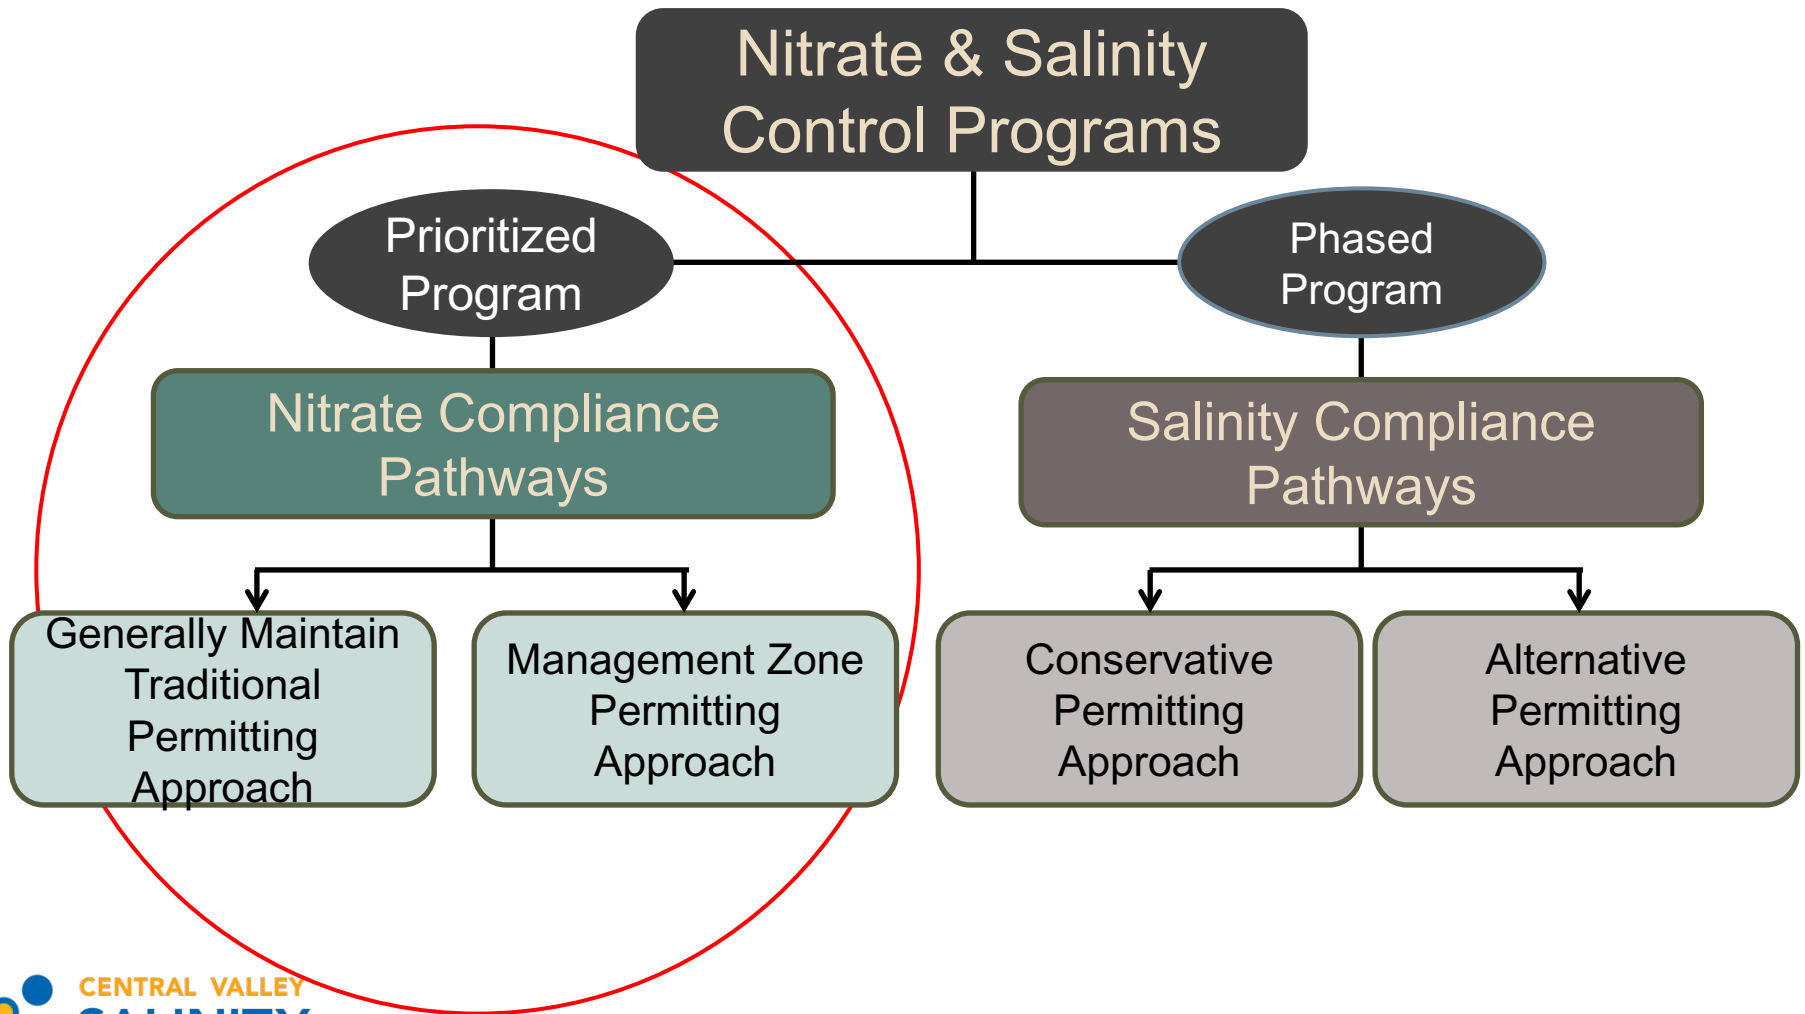 Nitrate & Salinity
Control Programs
Prioritized
Program
Phased
Program
Nitrate Compliance
Pathways
Salinity Compliance
Pathways
Generally Maintain
Traditional
Permitting
Approach
Management Zone
Permitting
Approach
Conservative
Permitting
Approach
Alternative
Permitting
Approach
CENTRAL VALLEY
SALINITY